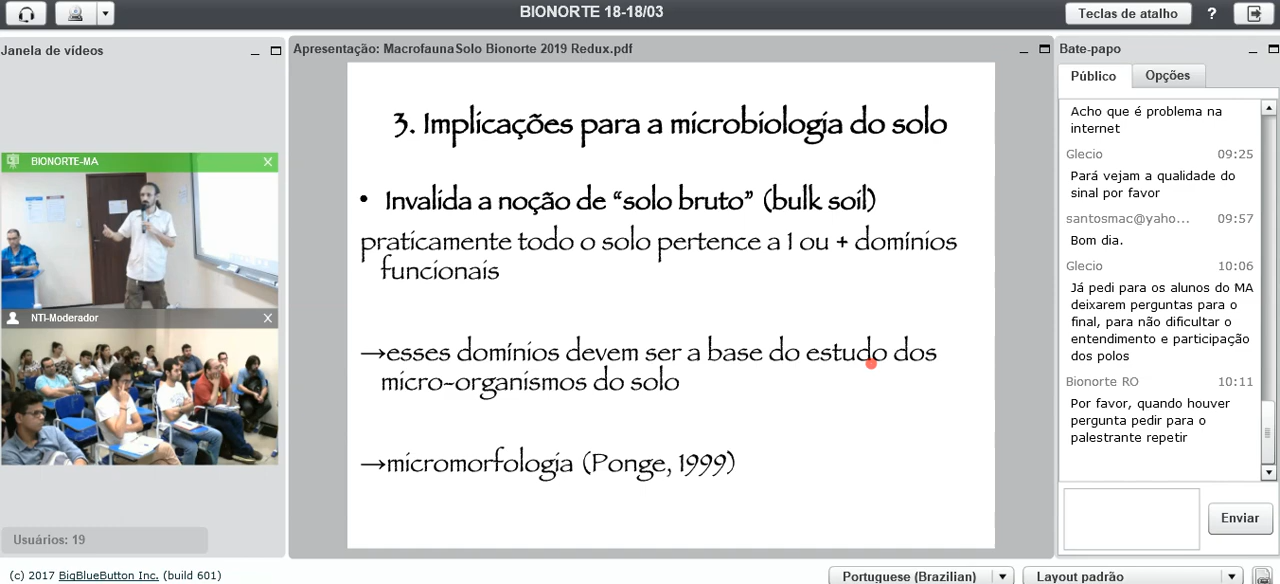 BIONORTE 18-18/03
Teclas de atalho
?
Janela de vídeos
Apresentação: MacrofaunaSolo Bionorte 2019 Redux.pdf
Bate-papo
BIONORTE-MA
NTI-Moderador
Usuários: 19
3. Implicações para a microbiologia do solo
• Invalida a noção de “solo bruto” (bulk soil)
praticamente todo o solo pertence a 1 ou + domínios
funcionais
→esses domínios devem ser a base do estudo dos
micro-organismos do solo
→micromorfologia (Ponge, 1999)
Público
Opções
Acho que é problema na
internet
Glecio 09:25
Pará vejam a qualidade do
sinal por favor
santosmac@yaho... 09:57
Bom dia.
Glecio 10:06
Já pedi para os alunos do MA
deixarem perguntas para o
final, para não dificultar o
entendimento e participação
dos polos
Bionorte RO 10:11
Por favor, quando houver
pergunta pedir para o
palestrante repetir
Enviar
(c) 2017 BigBlueButton Inc. (build 601)
Portuguese (Brazilian)
Layout padrão